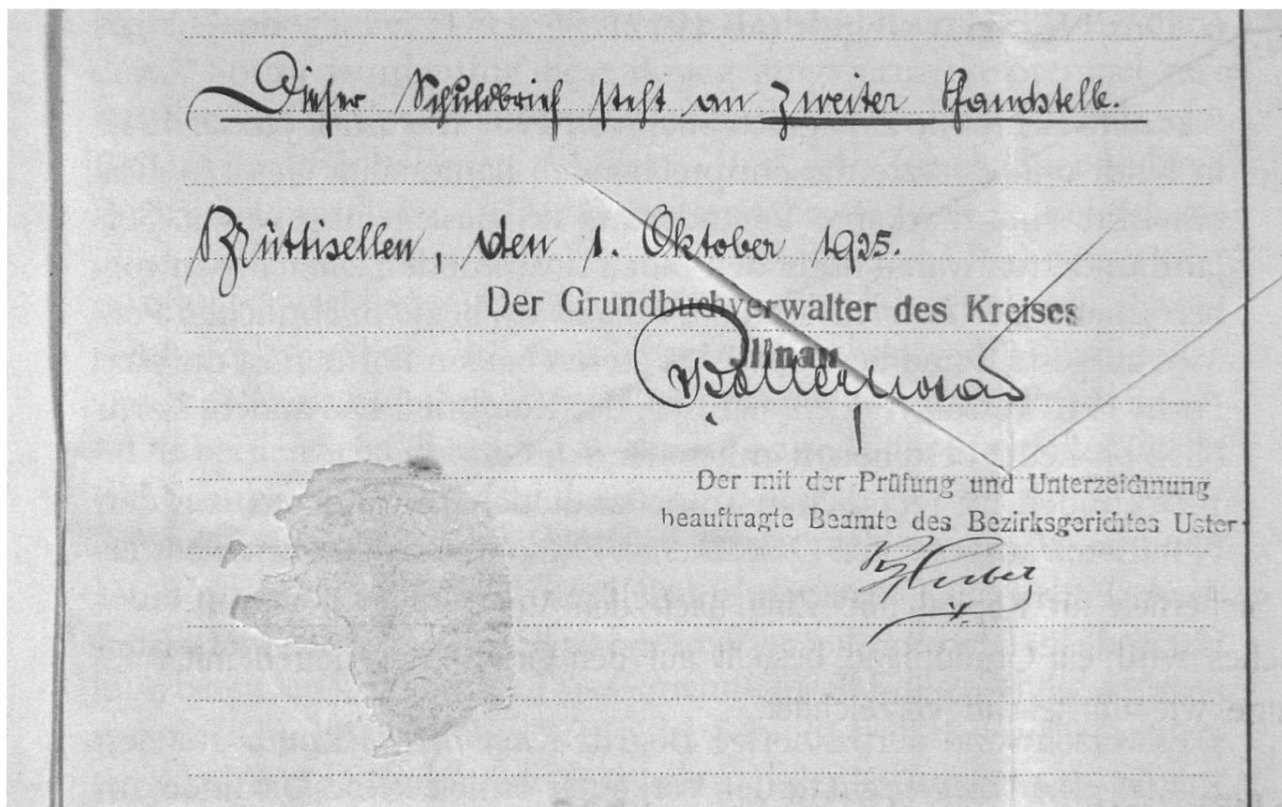 Dieser Schuldbrief steht an zweiter Pfandstelle.
Brüttisellen, den 1. Oktober 1925.
Der Grundbuchverwalter des Kreises
Illnau
Der mit der Prüfung und Unterzeichnung
beauftragte Beamte des Bezirksgerichtes Uster